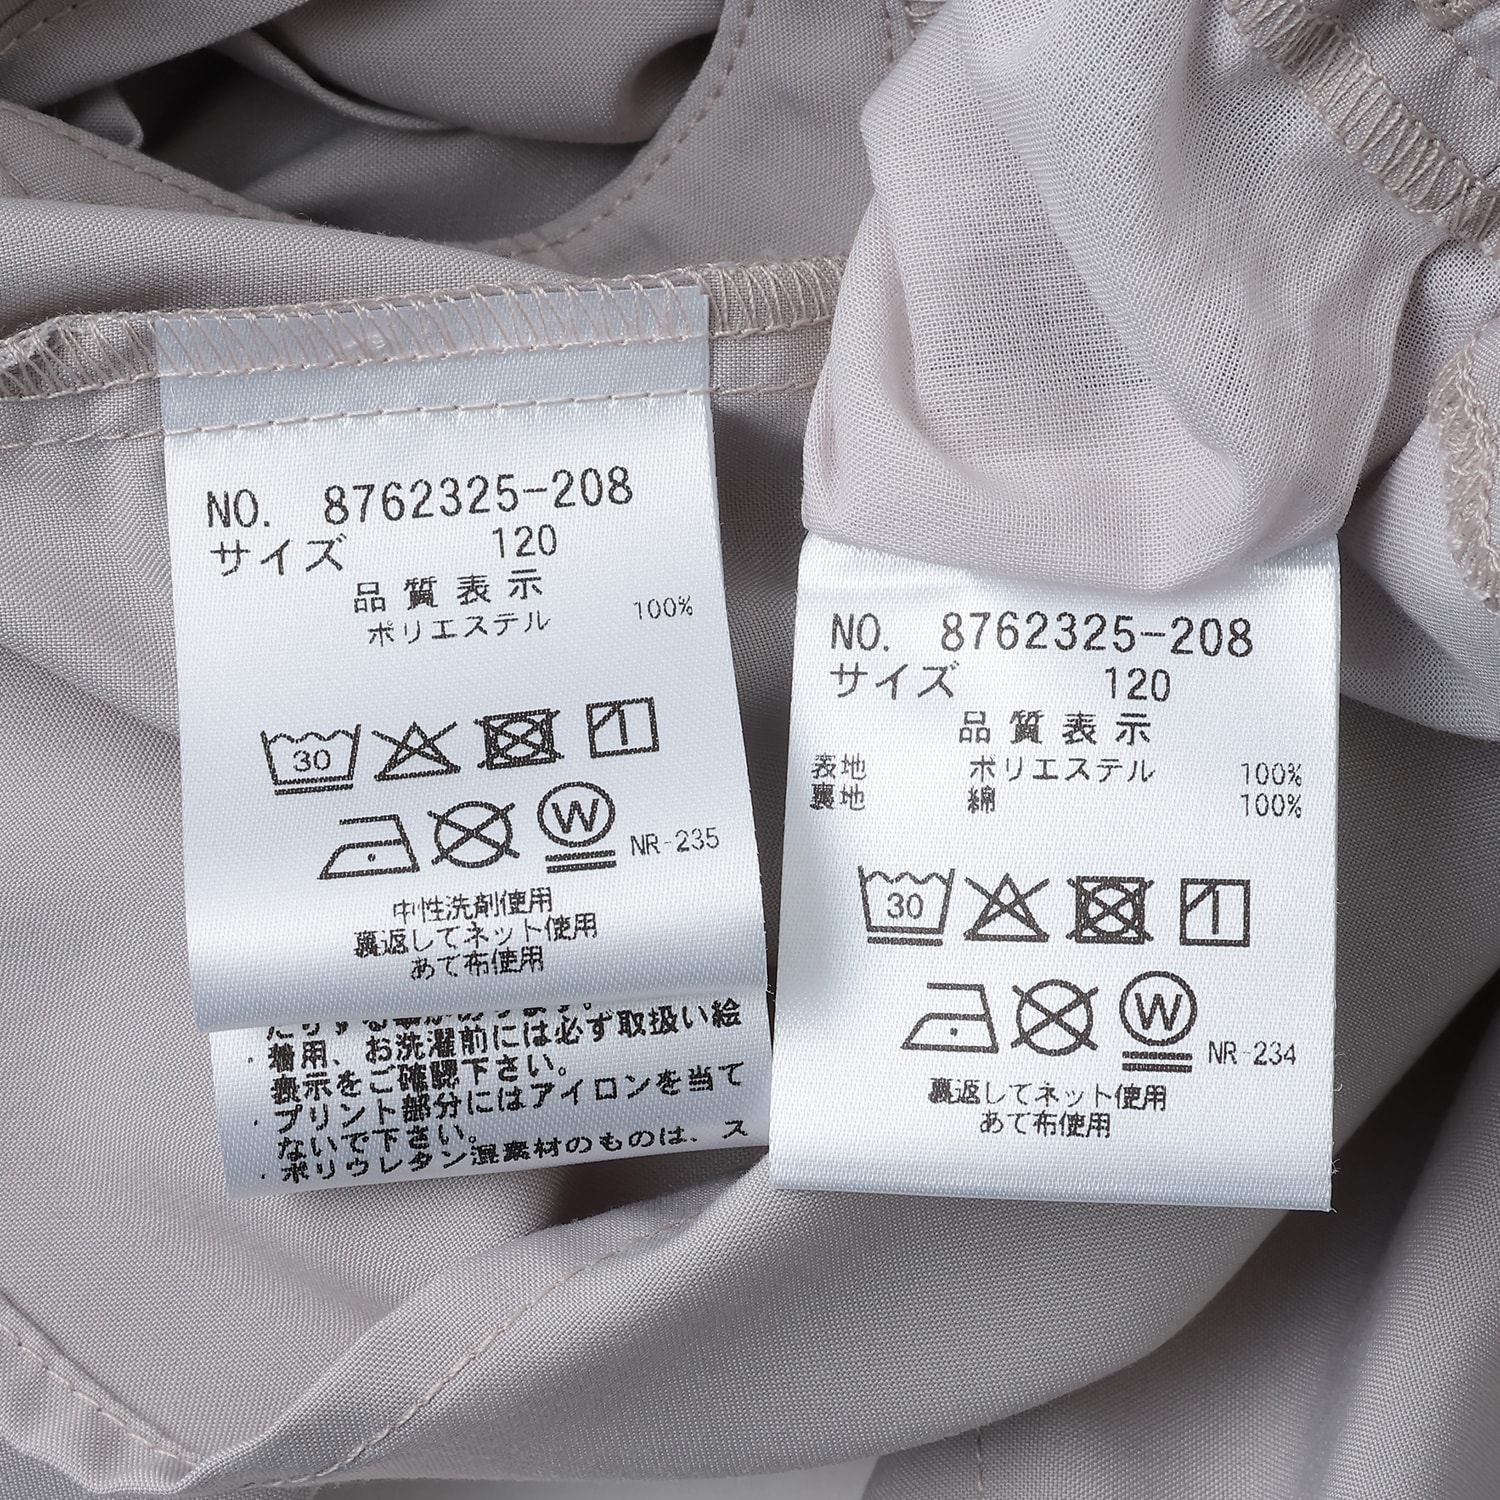 NO. 8762325-208
サイズ 120
品質表示
ポリエステル 100%
30
W
NR-235
中性洗剤使用
裏返してネット使用
あて布使用
着用、お洗濯前には必ず取扱い絵
表示をご確認下さい。
・プリント部分にはアイロンを当て
ないで下さい。
・ポリウレタン混素材のものは、ス
NO. 8762325-208
サイズ 120
品質表示
表地 ポリエステル 100%
裏地 綿 100%
30
W
NR-234
裏返してネット使用
あて布使用